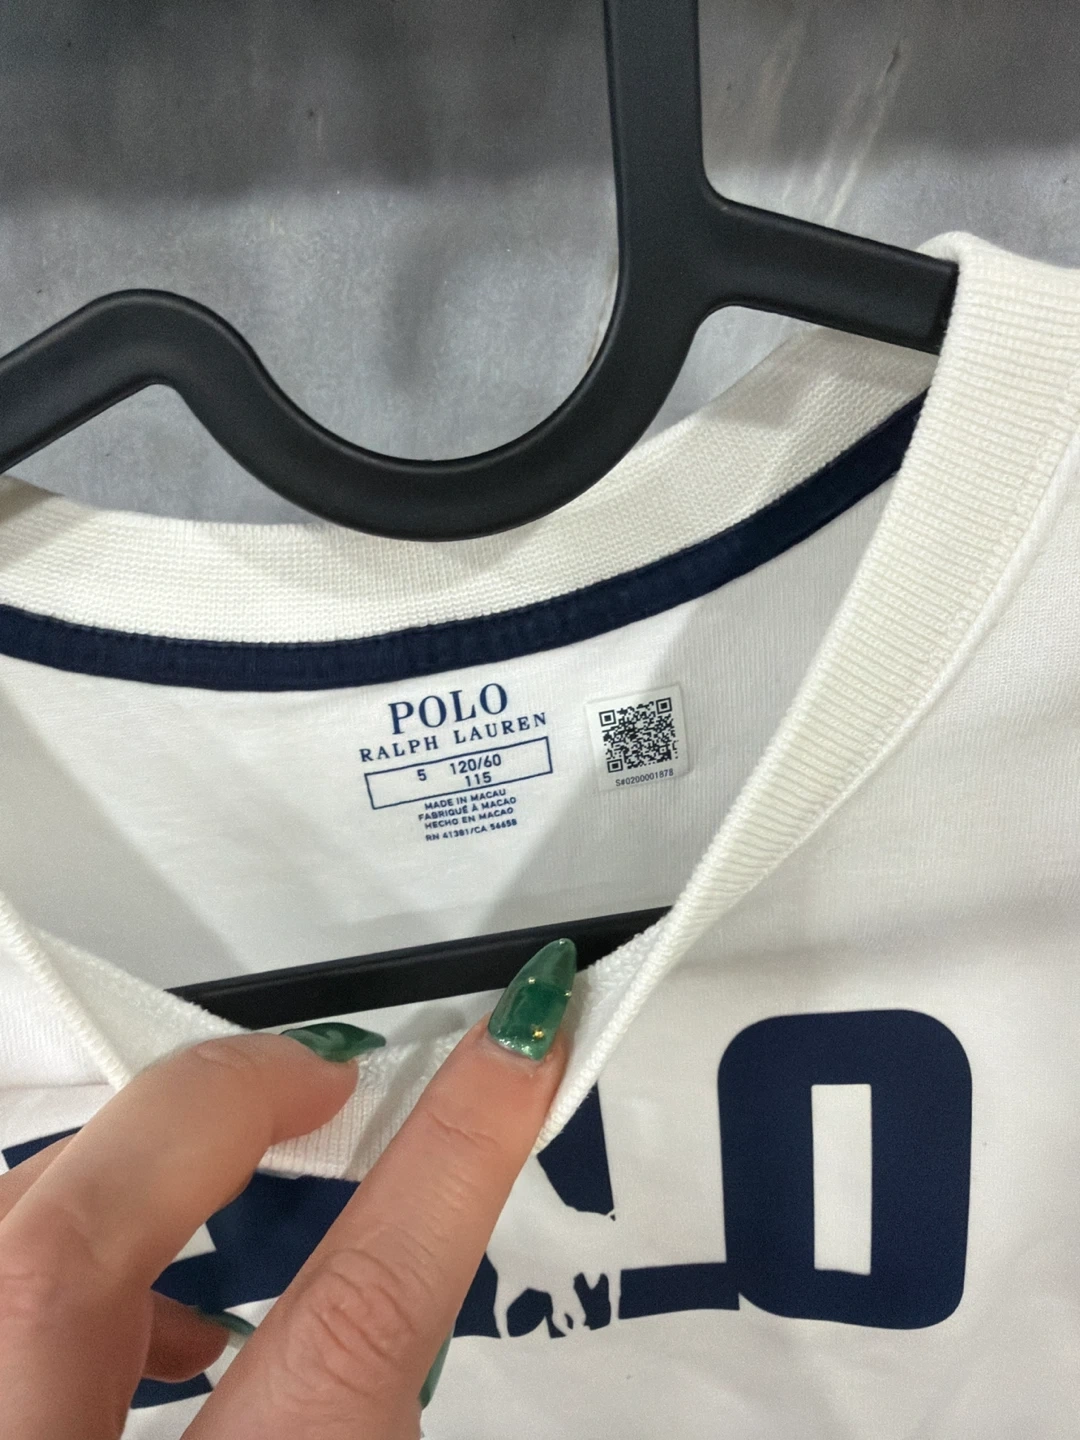 POLO
RALPH LAUREN
5 120/60
115
MADE IN MACAU
FABRIQUÉ À MACAO
HECHO EN MACAO
RN 41381/CA 56658
S#0200001878